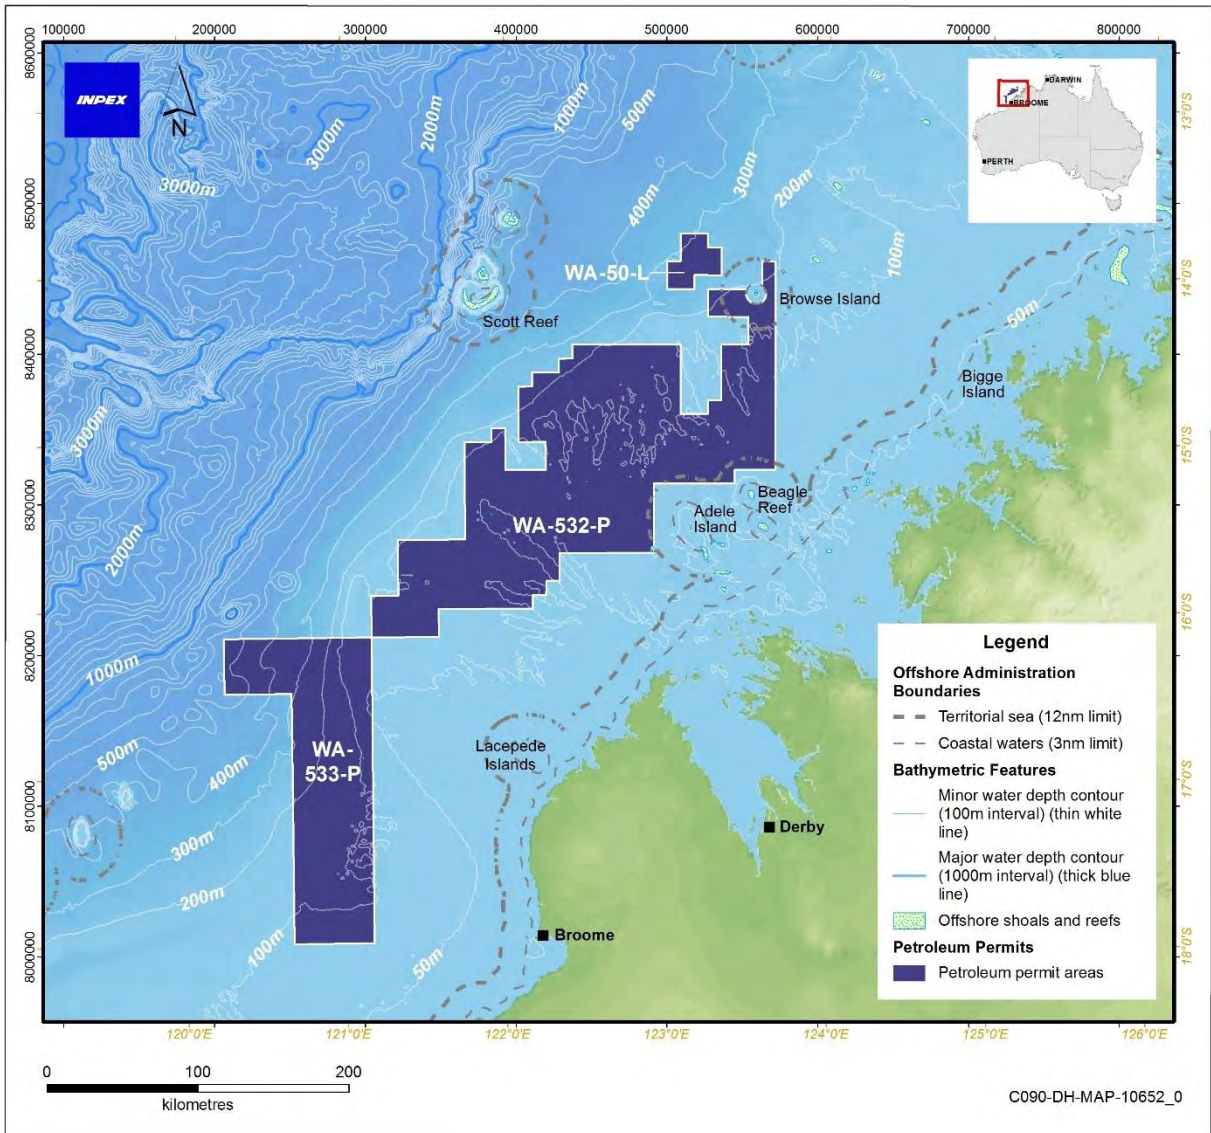 100000 200000 300000 400000 500000 600000 700000 800000
8600000
8500000
8400000
8300000
8200000
8100000
8000000
INPEX
N
3000m
3000m
2000m
1000m
500m
400m
300m
200m
100m
50m
DARWIN
BROOME
PERTH
13°0'S
14°0'S
15°0'S
16°0'S
17°0'S
18°0'S
WA-50-L
Browse Island
Scott Reef
Bigge
Island
3000m
2000m
1000m
Beagle
Reef
Adele
Island
WA-532-P
WA-
533-P
Lacepede
Islands
500m
400m
300m
200m
100m
50m
Derby
Broome
Legend
Offshore Administration
Boundaries
Territorial sea (12nm limit)
Coastal waters (3nm limit)
Bathymetric Features
Minor water depth contour
(100m interval) (thin white
line)
Major water depth contour
(1000m interval) (thick blue
line)
Offshore shoals and reefs
Petroleum Permits
Petroleum permit areas
120°0'E 121°0'E 122°0'E 123°0'E 124°0'E 125°0'E 126°0'E
0 100 200
kilometres
C090-DH-MAP-10652_0